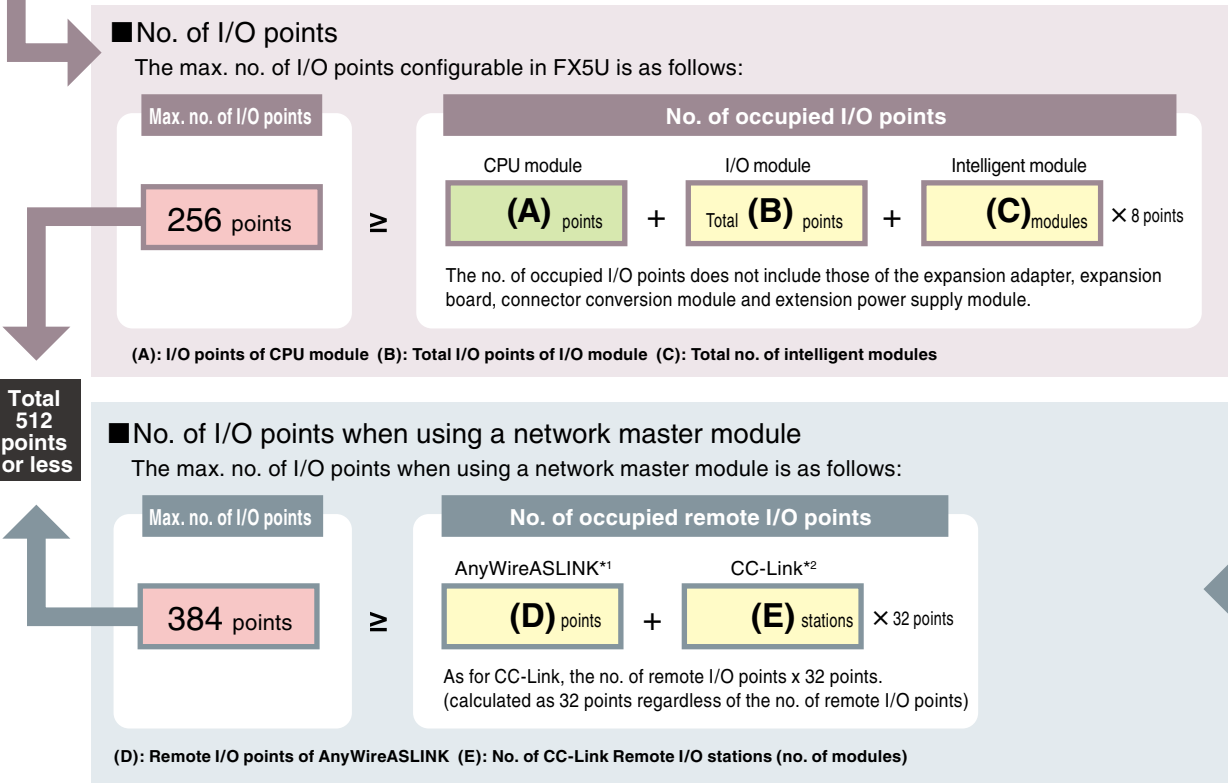 ■No. of I/O points
The max. no. of I/O points configurable in FX5U is as follows:
Max. no. of I/O points
No. of occupied I/O points
CPU module
I/O module
Intelligent module
256 points
≥
(A) points
+
Total (B) points
+
(C) modules
× 8 points
The no. of occupied I/O points does not include those of the expansion adapter, expansion
board, connector conversion module and extension power supply module.
(A): I/O points of CPU module (B): Total I/O points of I/O module (C): Total no. of intelligent modules
Total
512
points
or less
■No. of I/O points when using a network master module
The max. no. of I/O points when using a network master module is as follows:
Max. no. of I/O points
No. of occupied remote I/O points
AnyWireASLINK*1
CC-Link*2
384 points
≥
(D) points
+
(E) stations
× 32 points
As for CC-Link, the no. of remote I/O points x 32 points.
(calculated as 32 points regardless of the no. of remote I/O points)
(D): Remote I/O points of AnyWireASLINK (E): No. of CC-Link Remote I/O stations (no. of modules)